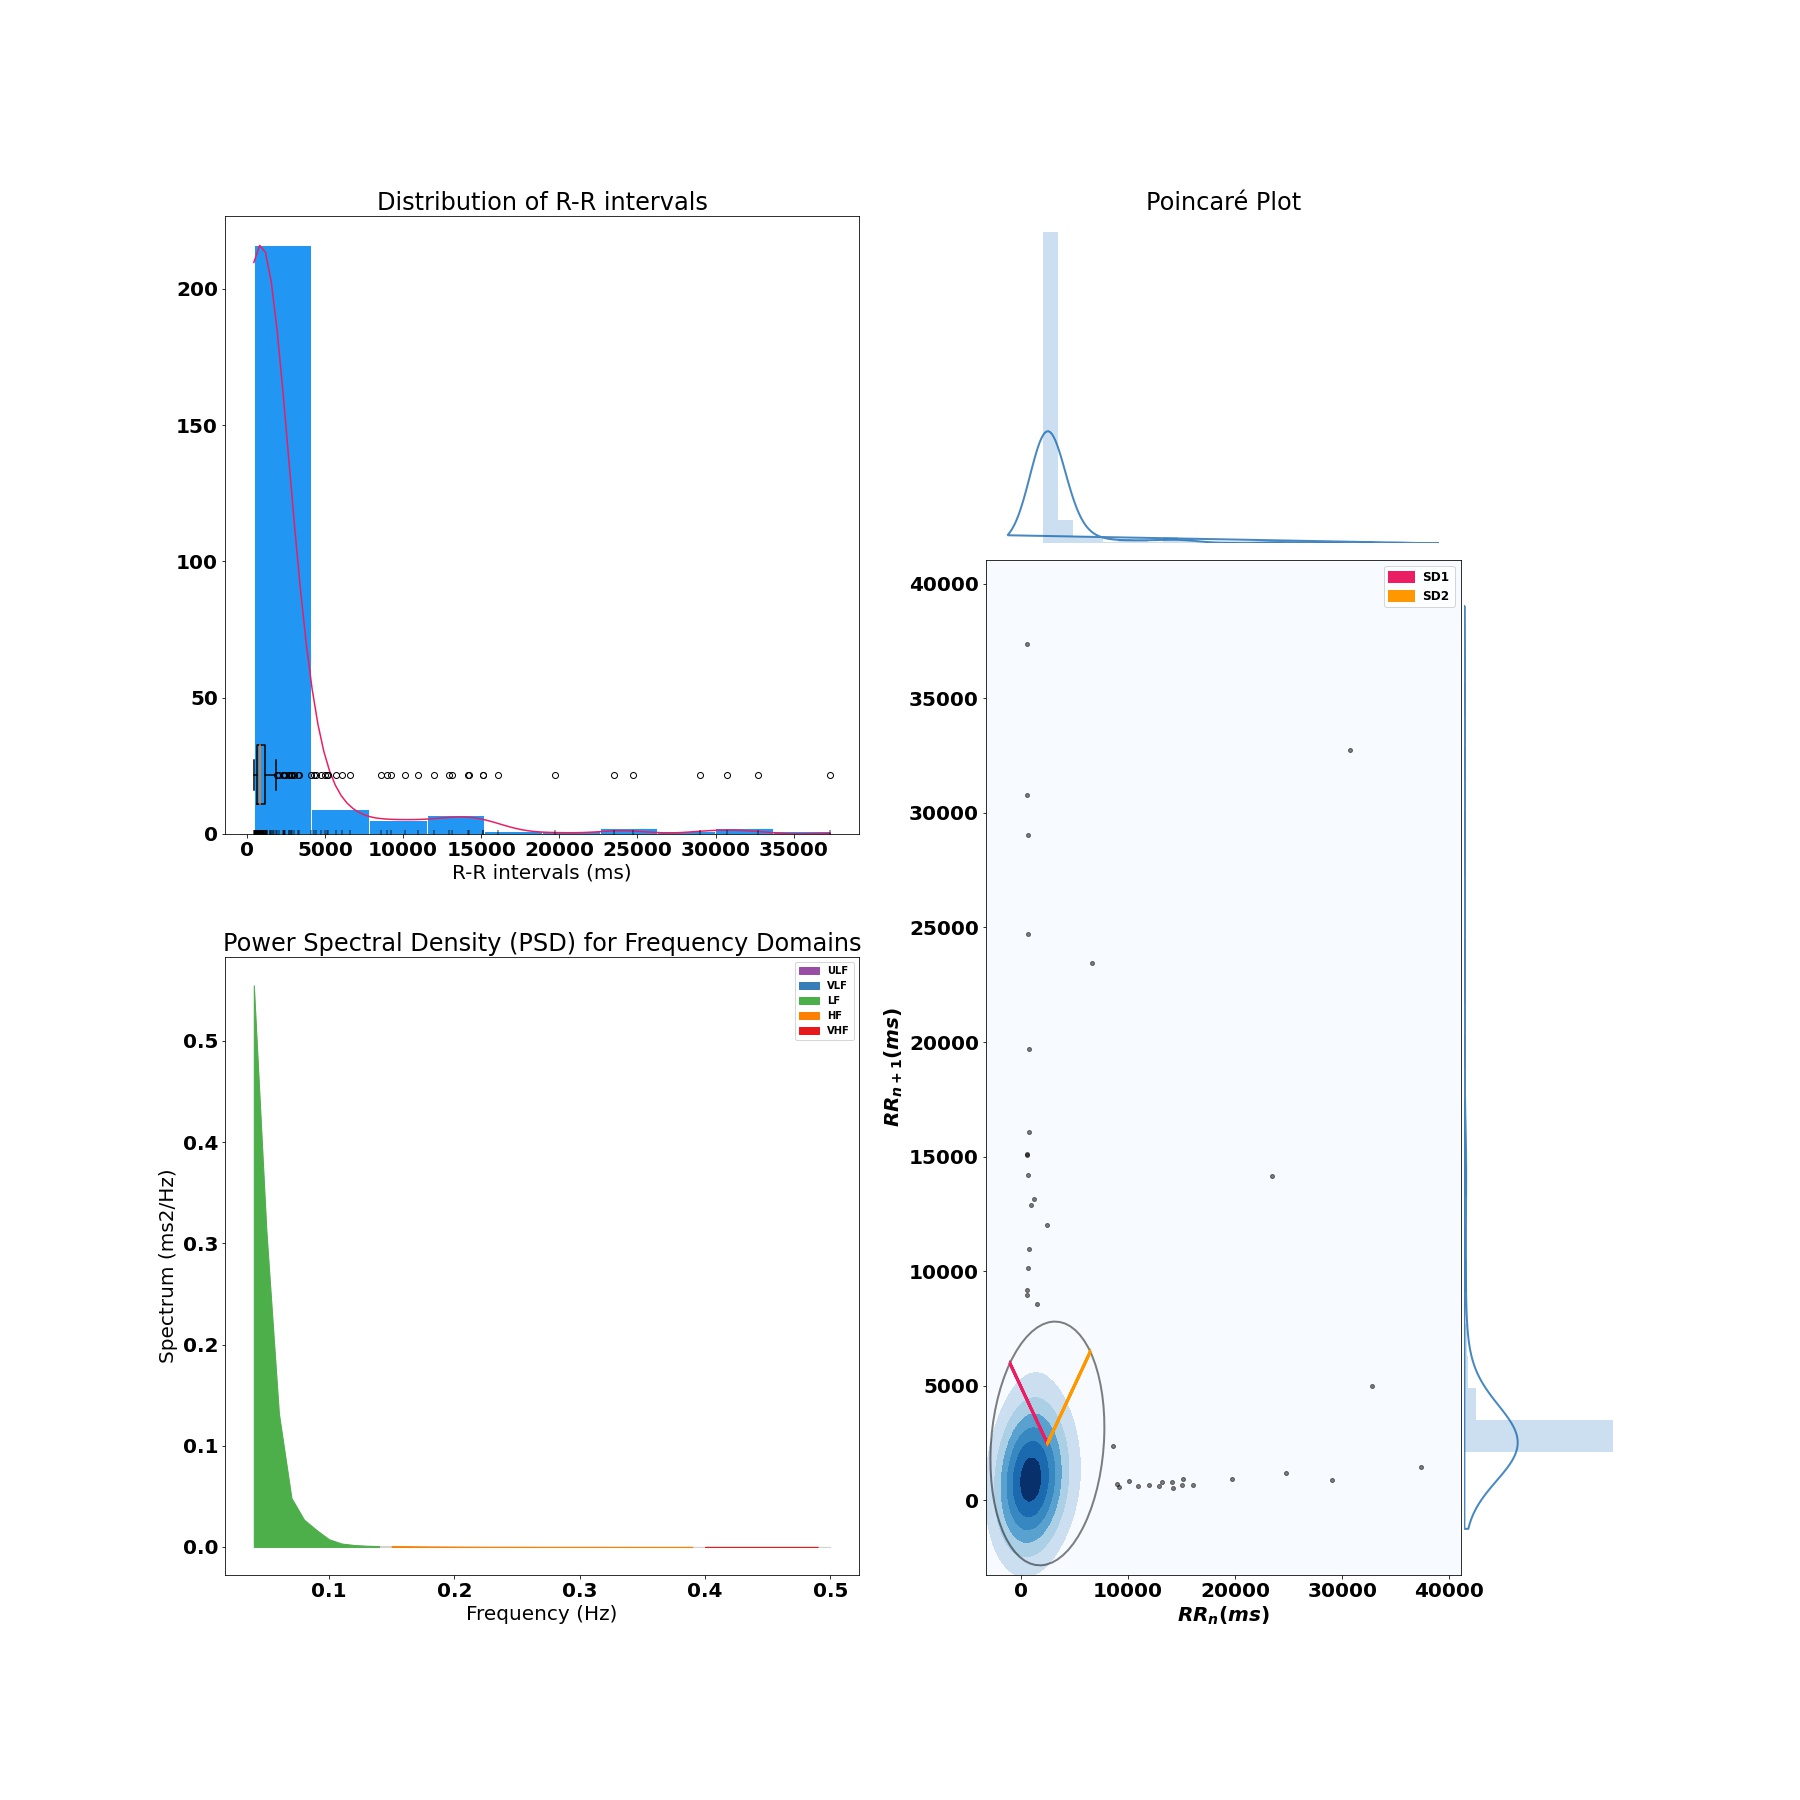 Distribution of R-R intervals
200
150
100
50
0
0 5000 10000 15000 20000 25000 30000 35000
R-R intervals (ms)
Power Spectral Density (PSD) for Frequency Domains
ULF
VLF
LF
HF
VHF
Spectrum (ms2/Hz)
0.5
0.4
0.3
0.2
0.1
0.0
0.1 0.2 0.3 0.4 0.5
Frequency (Hz)
Poincaré Plot
SD1
SD2
RRn+1(ms)
40000
35000
30000
25000
20000
15000
10000
5000
0
0 10000 20000 30000 40000
RRn(ms)